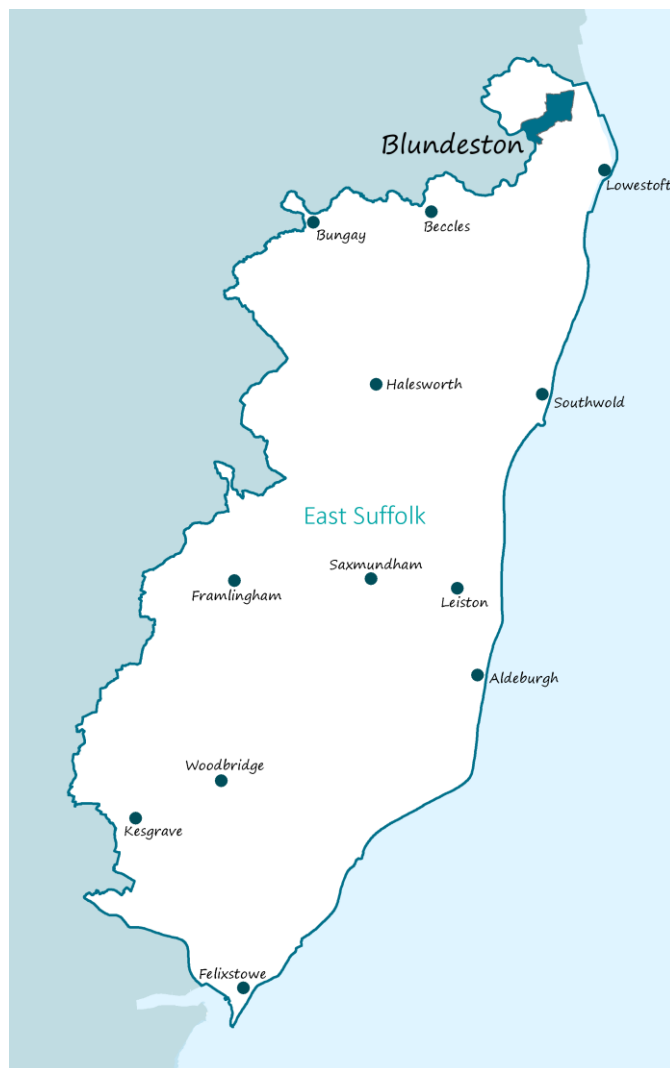 Blundeston
Lowestoft
Beccles
Bungay
Halesworth
Southwold
East Suffolk
Saxmundham
Framlingham
Leiston
Aldeburgh
Woodbridge
Kesgrave
Felixstowe